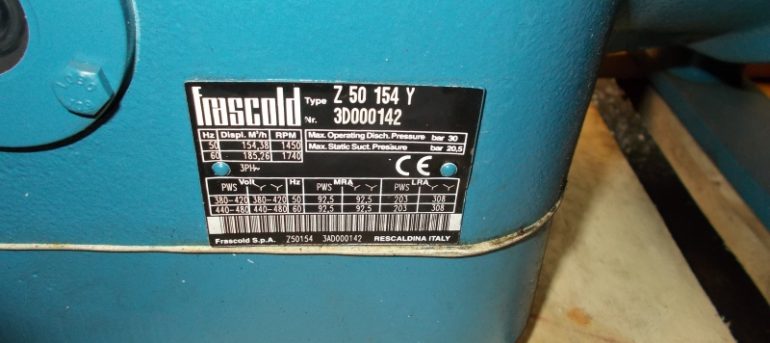 Frascold Type Z 50 154 Y
Nr. 3D000142
Hz Displ. M³/h RPM
50 154,38 1450
60 185,26 1740
Max. Operating Disch. Pressure bar 30
Max. Static Suct. Pressure bar 20,5
3PH~
CE
Volt Hz MRA LRA
PWS PWS PWS
380-420 380-420 50 92,5 92,5 203 308
440-480 440-480 60 92,5 92,5 203 308
Frascold S.p.A. Z50154 3AD000142 RESCALDINA ITALY